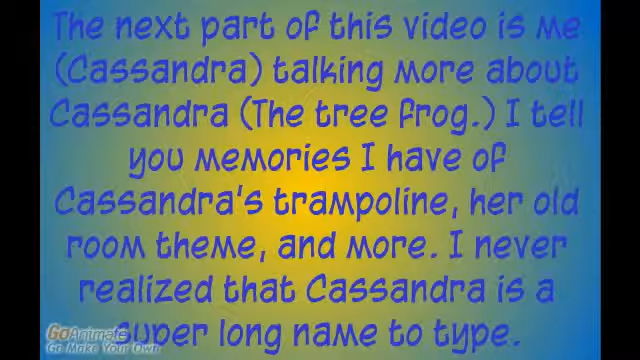 The next part of this video is me
(Cassandra) talking more about
Cassandra (The tree frog.) I tell
you memories I have of
Cassandra's trampoline, her old
room theme, and more. I never
realized that Cassandra is a
super long name to type.
GoAnimate
Go Make Your Own.